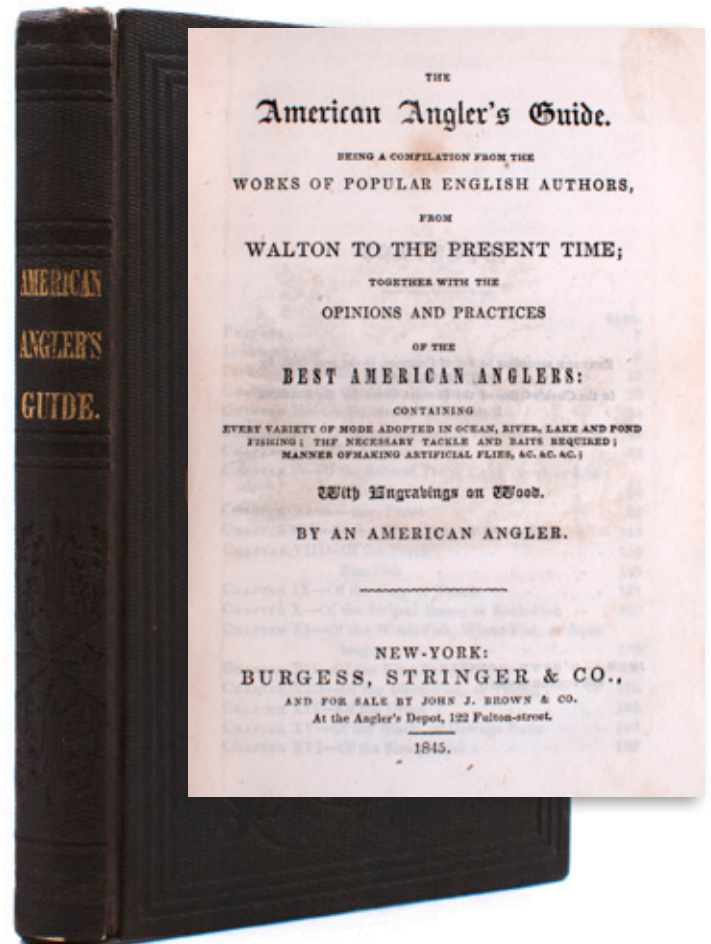 AMERICAN
ANGLER'S
GUIDE.
THE
American Angler's Guide.
BEING A COMPILATION FROM THE
WORKS OF POPULAR ENGLISH AUTHORS,
FROM
WALTON TO THE PRESENT TIME;
TOGETHER WITH THE
OPINIONS AND PRACTICES
OF THE
BEST AMERICAN ANGLERS:
CONTAINING
EVERY VARIETY OF MODE ADOPTED IN OCEAN, RIVER, LAKE AND POND
FISHING; THE NECESSARY TACKLE AND BAITS REQUIRED;
MANNER OFMAKING ARTIFICIAL FLIES, &C. &C. &C.;
With Engravings on Wood.
BY AN AMERICAN ANGLER.
NEW-YORK:
BURGESS, STRINGER & CO.,
AND FOR SALE BY JOHN J. BROWN & CO.
At the Angler's Depot, 122 Fulton-street.
1845.